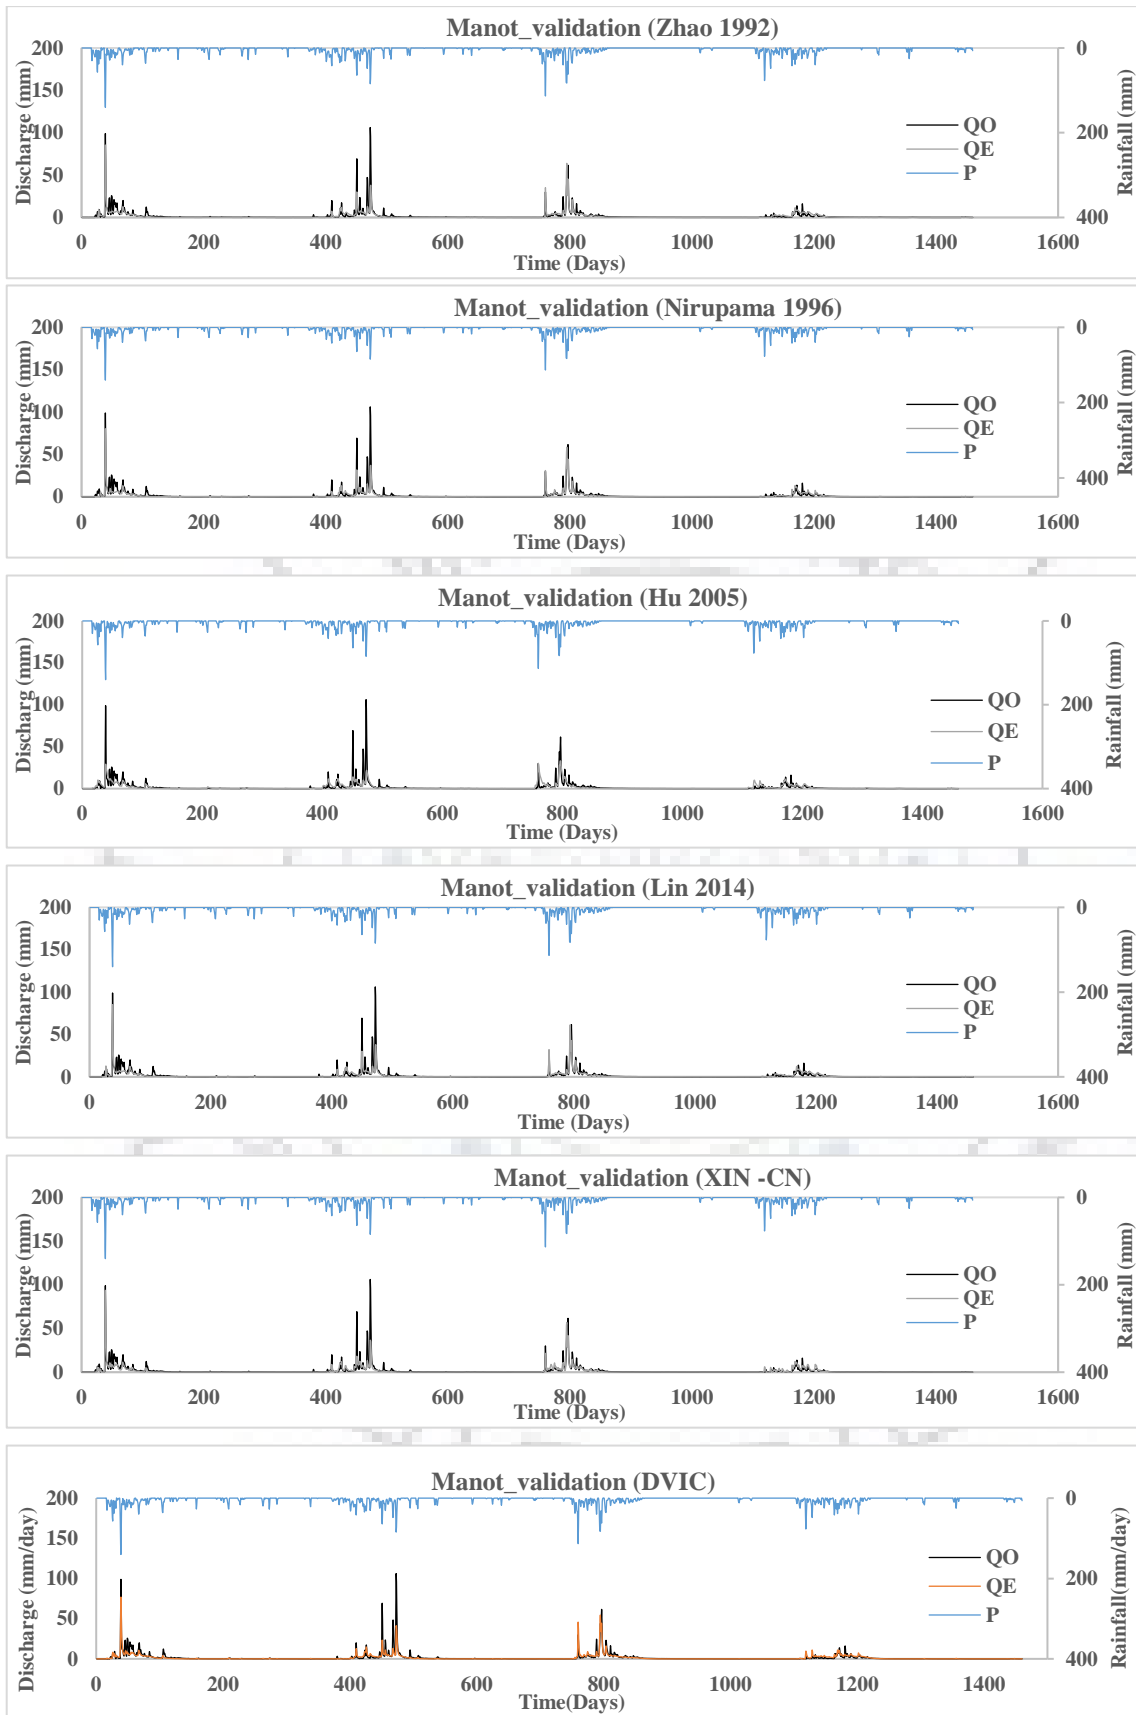 Manot_validation (Zhao 1992)
200 0
150
100 200
50
0 400
0 200 400 600 800 1000 1200 1400 1600
Discharge (mm)
Rainfall (mm)
QO
QE
P
Time (Days)
Manot_validation (Nirupama 1996)
200 0
150 100
100 200
50 300
0 400
0 200 400 600 800 1000 1200 1400 1600
Discharge (mm)
Rainfall (mm)
QO
QE
P
Time (Days)
Manot_validation (Hu 2005)
200 0
150
100 200
50
0 400
0 200 400 600 800 1000 1200 1400 1600
Discharg (mm)
Rainfall (mm)
QO
QE
P
Time (Days)
Manot_validation (Lin 2014)
200 0
150
100 200
50
0 400
0 200 400 600 800 1000 1200 1400 1600
Discharge (mm)
Rainfall (mm)
QO
QE
P
Time (Days)
Manot_validation (XIN -CN)
200 0
150
100 200
50
0 400
0 200 400 600 800 1000 1200 1400 1600
Discharge (mm)
Rainfall (mm)
QO
QE
P
Time (Days)
Manot_validation (DVIC)
200 0
150
100 200
50
0 400
0 200 400 600 800 1000 1200 1400
Discharge (mm/day)
Rainfall(mm/day)
QO
QE
P
Time(Days)